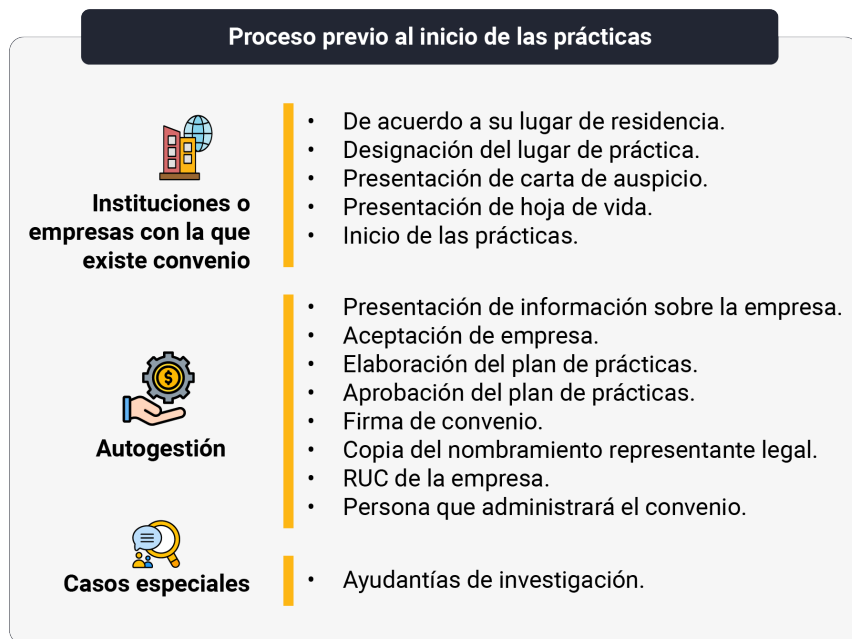 Proceso previo al inicio de las prácticas
Instituciones o
empresas con la que
existe convenio
• De acuerdo a su lugar de residencia.
• Designación del lugar de práctica.
• Presentación de carta de auspicio.
• Presentación de hoja de vida.
• Inicio de las prácticas.
Autogestión
• Presentación de información sobre la empresa.
• Aceptación de empresa.
• Elaboración del plan de prácticas.
• Aprobación del plan de prácticas.
• Firma de convenio.
• Copia del nombramiento representante legal.
• RUC de la empresa.
• Persona que administrará el convenio.
Casos especiales
• Ayudantías de investigación.